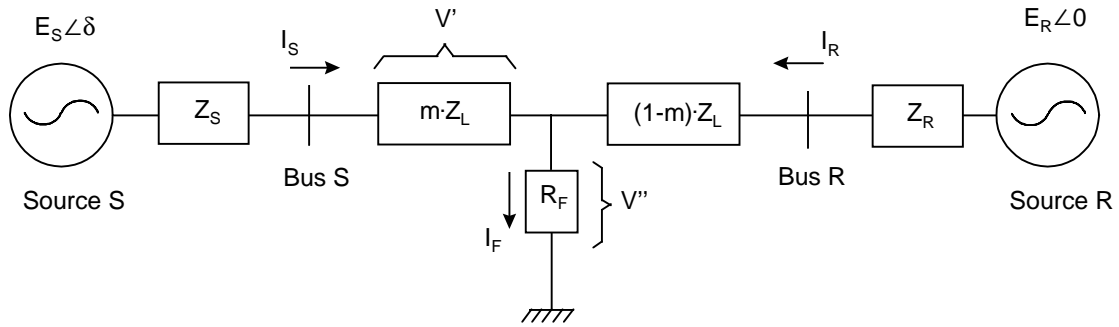 E_S∠δ
E_R∠0
V'
I_S
I_R
Z_S
m·Z_L
(1-m)·Z_L
Z_R
Bus S
Bus R
Source S
Source R
R_F
V''
I_F